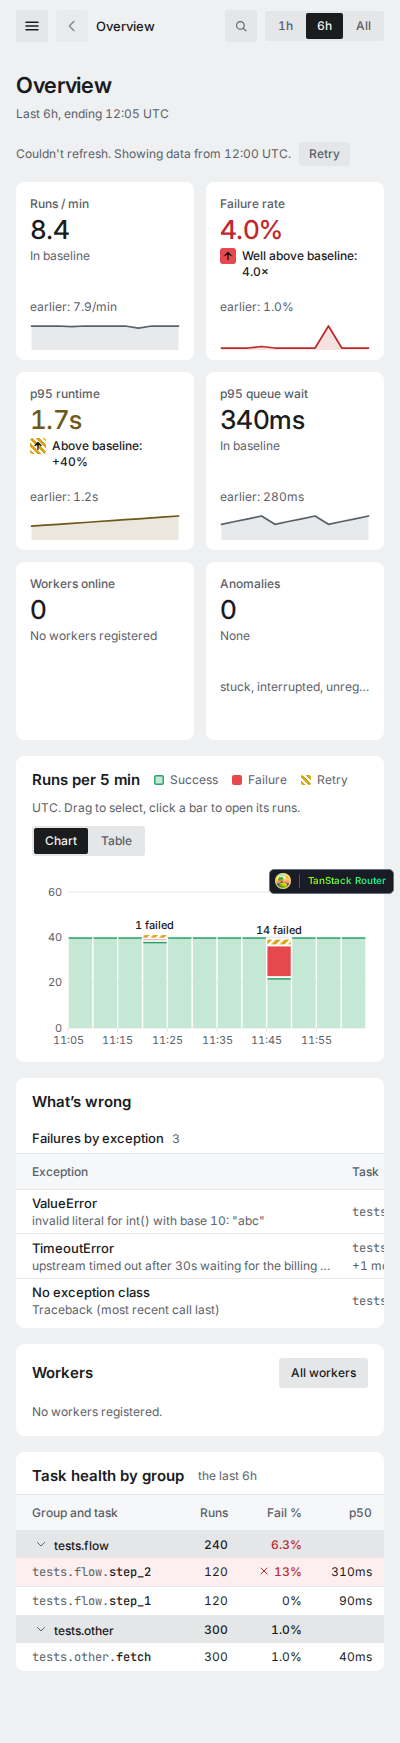 Overview
1h 6h All
Overview
Last 6h, ending 12:05 UTC
Couldn't refresh. Showing data from 12:00 UTC. Retry
Runs / min
8.4
In baseline
earlier: 7.9/min
Failure rate
4.0%
Well above baseline:
4.0×
earlier: 1.0%
p95 runtime
1.7s
Above baseline:
+40%
earlier: 1.2s
p95 queue wait
340ms
In baseline
earlier: 280ms
Workers online
0
No workers registered
Anomalies
0
None
stuck, interrupted, unreg...
Runs per 5 min Success Failure Retry
UTC. Drag to select, click a bar to open its runs.
Chart Table
TanStack Router
60
1 failed
14 failed
40
20
0
11:05 11:15 11:25 11:35 11:45 11:55
What's wrong
Failures by exception 3
Exception Task
ValueError
invalid literal for int() with base 10: "abc" tests
TimeoutError tests
upstream timed out after 30s waiting for the billing ... +1 mo
No exception class
Traceback (most recent call last) tests
Workers All workers
No workers registered.
Task health by group the last 6h
Group and task Runs Fail % p50
tests.flow 240 6.3%
tests.flow.step_2 120 × 13% 310ms
tests.flow.step_1 120 0% 90ms
tests.other 300 1.0%
tests.other.fetch 300 1.0% 40ms